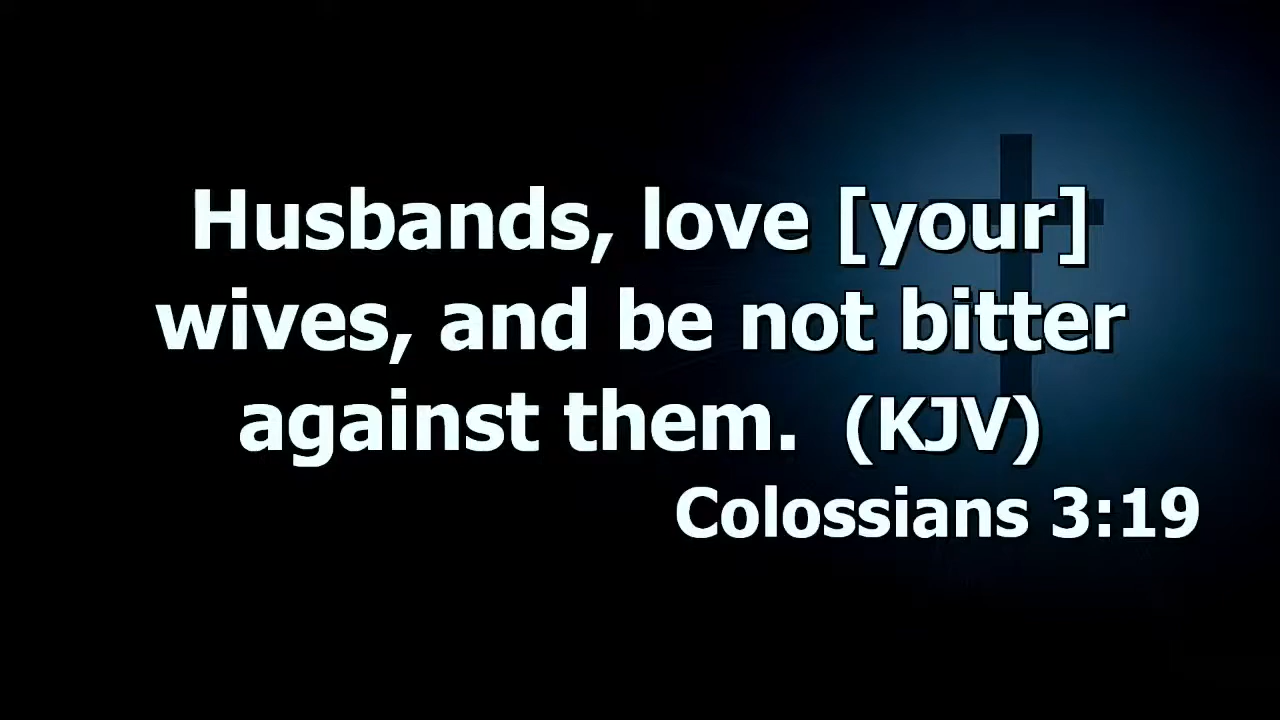 Husbands, love [your]
wives, and be not bitter
against them. (KJV)
Colossians 3:19